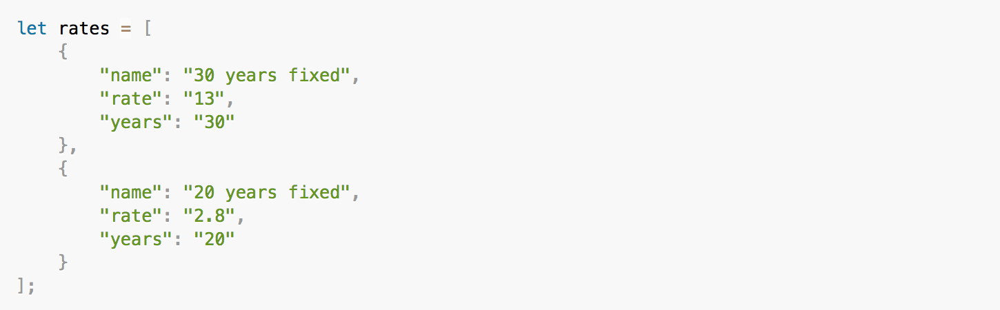 let rates = [
    {
        "name": "30 years fixed",
        "rate": "13",
        "years": "30"
    },
    {
        "name": "20 years fixed",
        "rate": "2.8",
        "years": "20"
    }
];